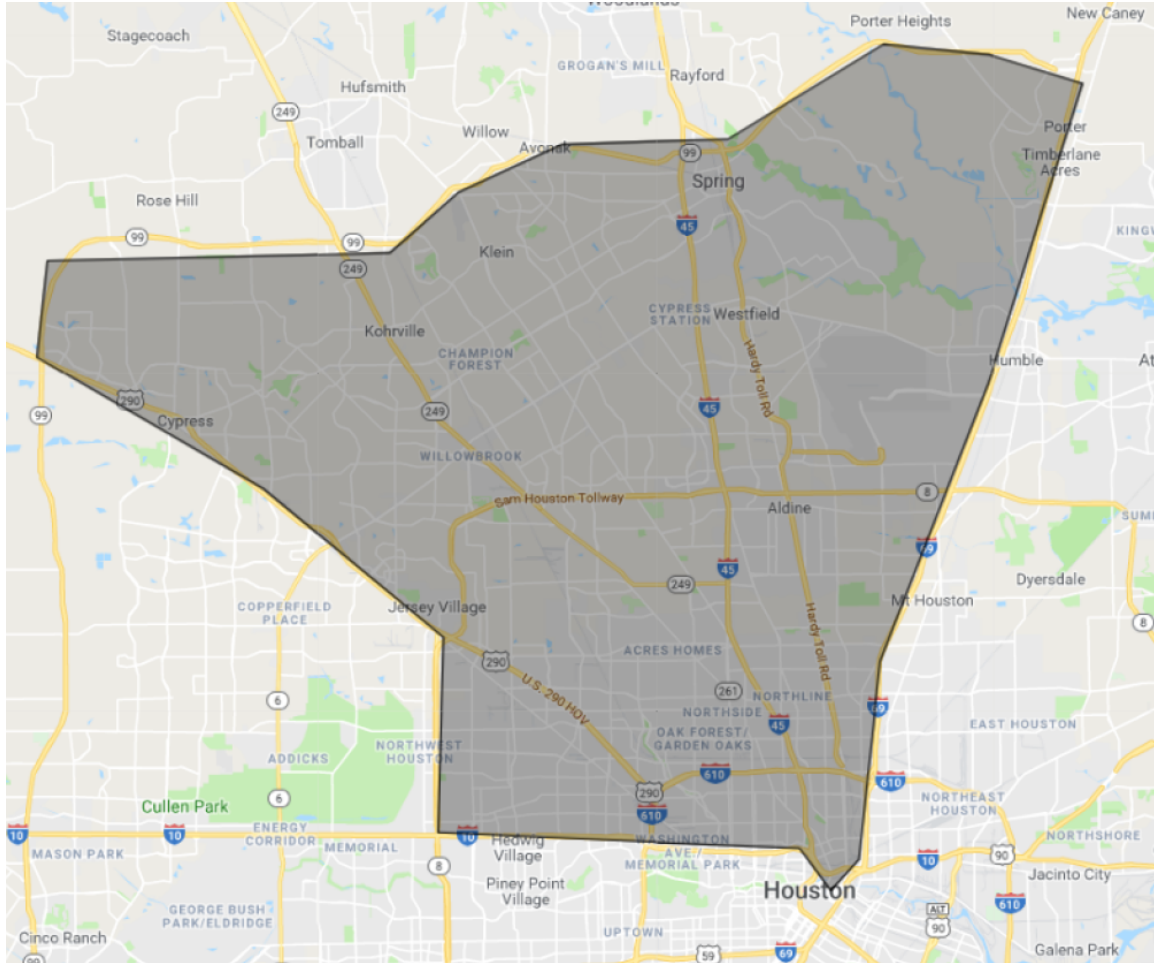 Woodlands
Porter Heights
New Caney
Stagecoach
GROGAN'S MILL
Rayford
Hufsmith
249
Tomball
Willow
Avonak
99
Porter
Timberlane
Acres
Spring
Rose Hill
99
99
249
45
KINGW
Klein
CYPRESS
STATION
Westfield
Kohrville
CHAMPION
FOREST
Hardy Toll Rd
Humble
At
290
99
Cypress
249
45
WILLOWBROOK
Sam Houston Tollway
8
Aldine
SUM
69
45
249
Dyersdale
COPPERFIELD
PLACE
Jersey Village
Mt Houston
8
Hardy Toll Rd
290
ACRES HOMES
U.S. 290 HOV
261
NORTHLINE
6
NORTHSIDE
69
45
EAST HOUSTON
OAK FOREST/
GARDEN OAKS
NORTHWEST
HOUSTON
ADDICKS
610
610
290
6
Cullen Park
NORTHEAST
HOUSTON
610
10
10
ENERGY
CORRIDOR
10
NORTHSHORE
MASON PARK
MEMORIAL
Hedwig
Village
WASHINGTON
AVE /
MEMORIAL PARK
90
10
8
Jacinto City
Piney Point
Village
Houston
610
GEORGE BUSH
PARK/ELDRIDGE
ALT
90
UPTOWN
Cinco Ranch
99
59
69
Galena Park